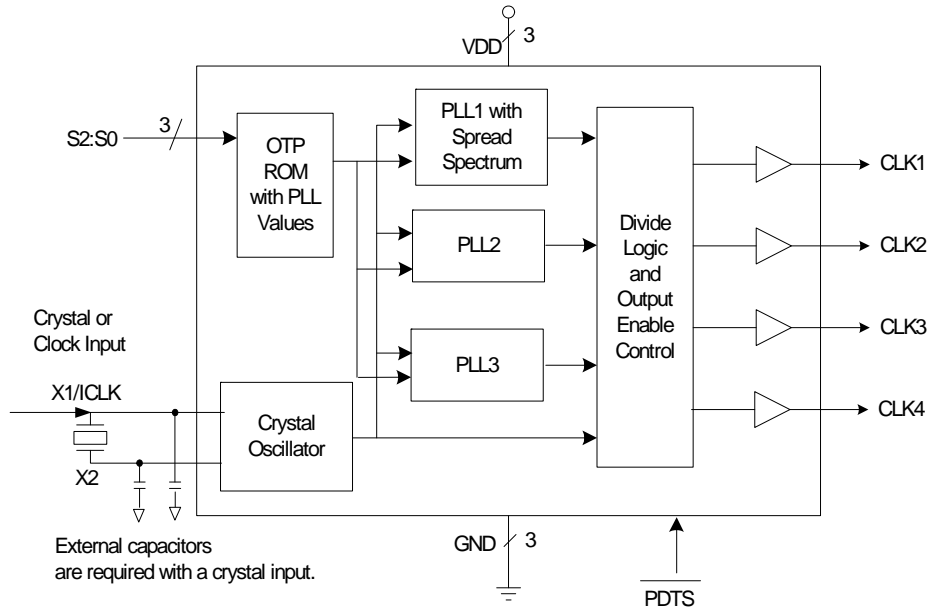 3
VDD
S2:S0
3
OTP
ROM
with PLL
Values
PLL1 with
Spread
Spectrum
PLL2
PLL3
Divide
Logic
and
Output
Enable
Control
CLK1
CLK2
CLK3
CLK4
Crystal or
Clock Input
X1/ICLK
X2
Crystal
Oscillator
External capacitors
are required with a crystal input.
GND
3
PDTS